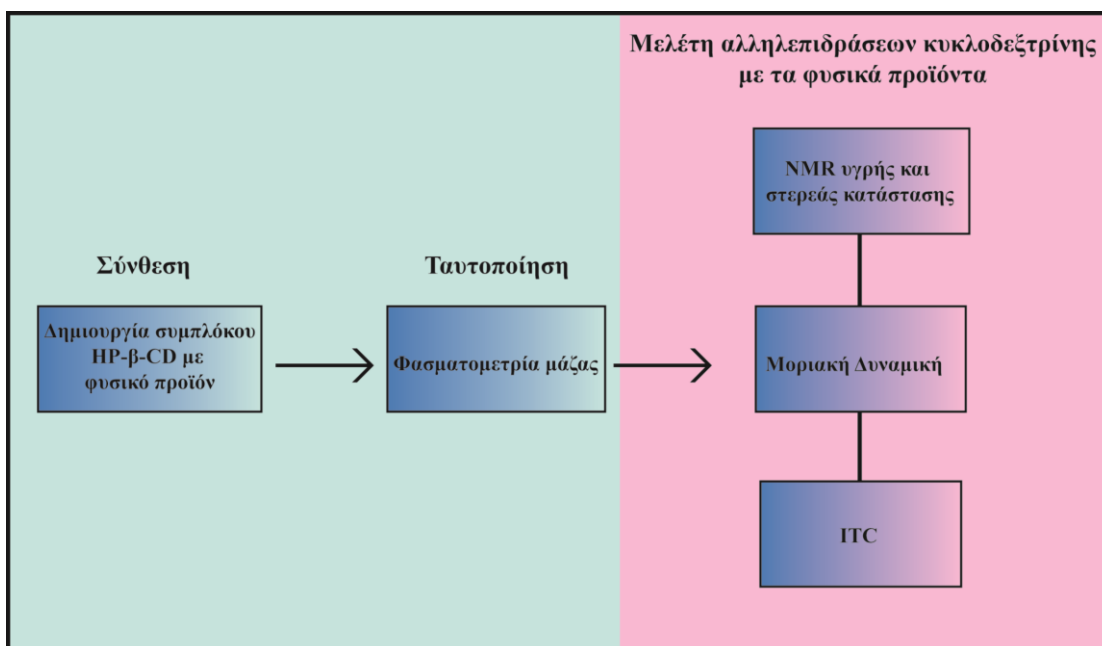 Μελέτη αλληλεπιδράσεων κυκλοδεξτρίνης
με τα φυσικά προϊόντα
NMR υγρής και
στερεάς κατάστασης
Σύνθεση
Ταυτοποίηση
Δημιουργία συμπλόκου
HP-β-CD με
φυσικό προϊόν
Φασματομετρία μάζας
Μοριακή Δυναμική
ITC